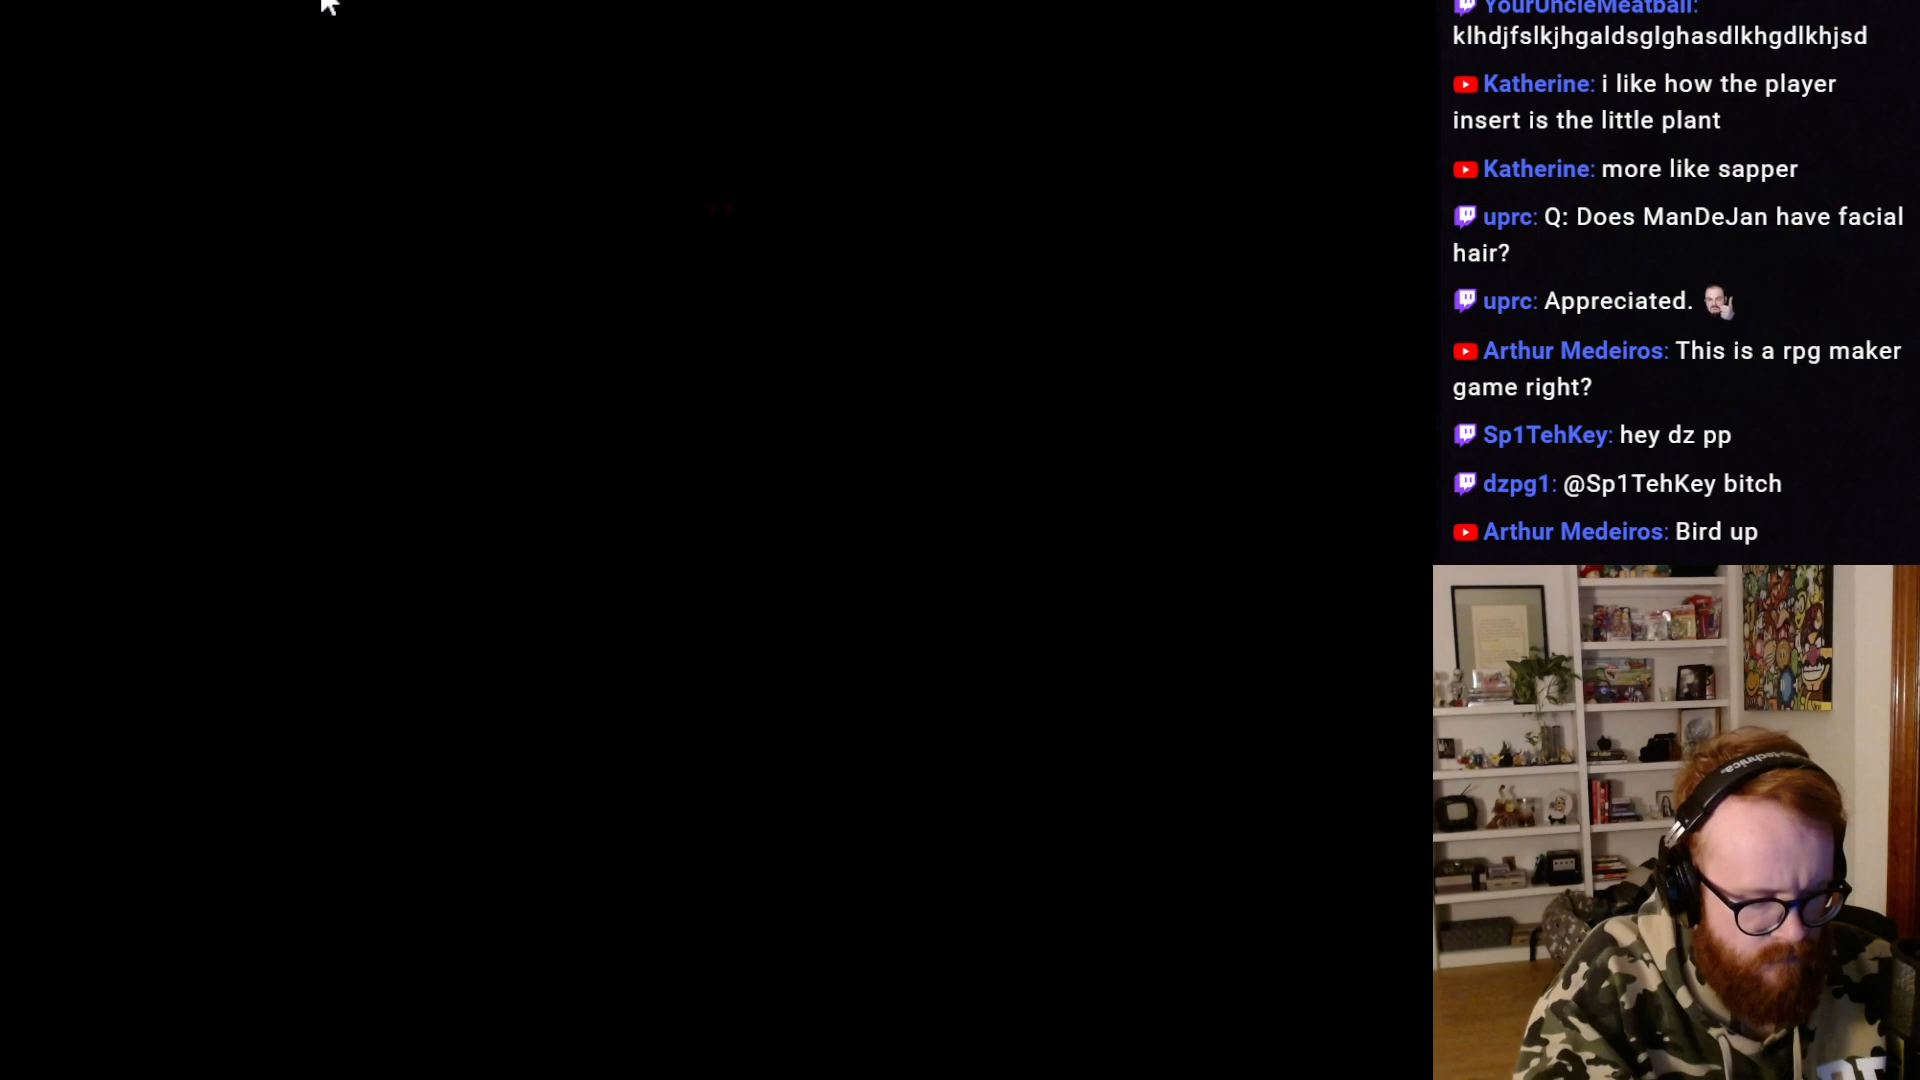 YourUncleMeatball:
klhdjfslkjhgaldsglghasdlkhgdlkhjsd
Katherine: i like how the player
insert is the little plant
Katherine: more like sapper
uprc: Q: Does ManDeJan have facial
hair?
uprc: Appreciated.
Arthur Medeiros: This is a rpg maker
game right?
Sp1TehKey: hey dz pp
dzpg1: @Sp1TehKey bitch
Arthur Medeiros: Bird up